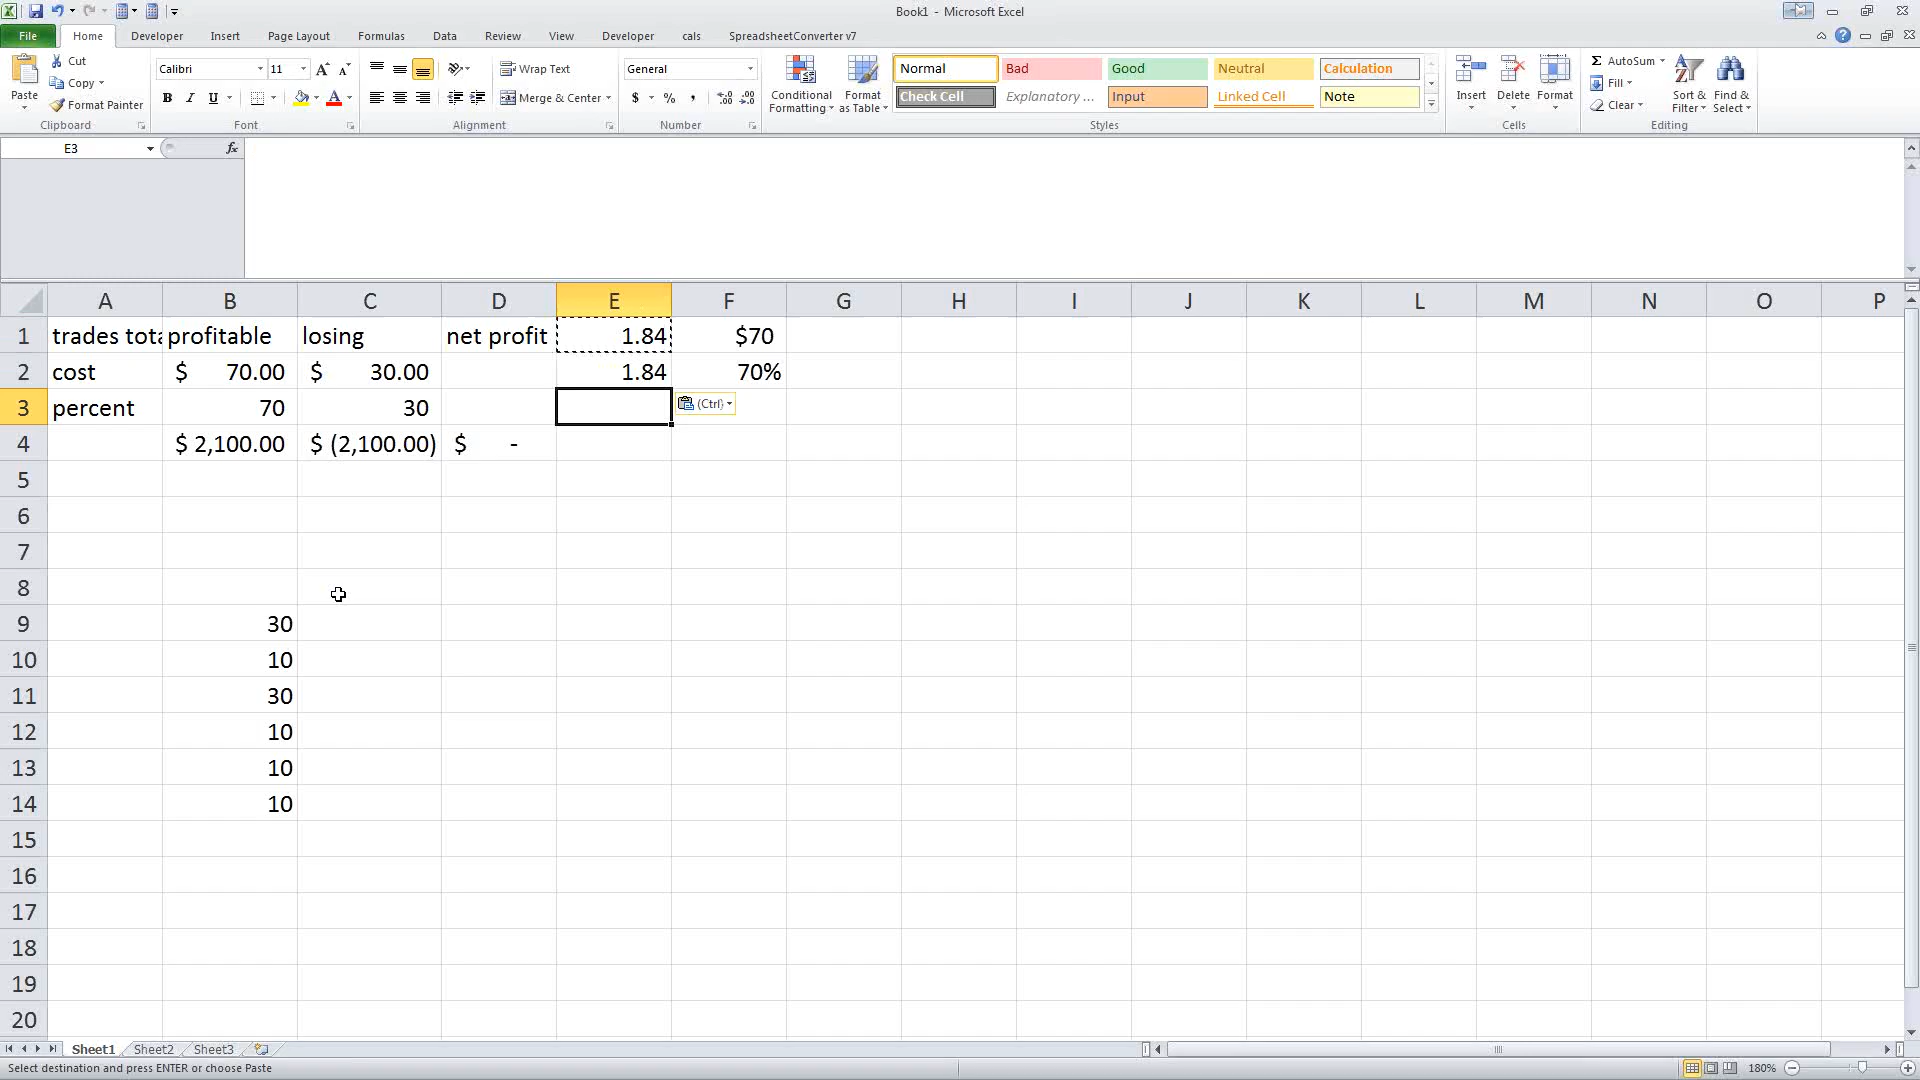 Book1 - Microsoft Excel
File Home Developer Insert Page Layout Formulas Data Review View Developer cals SpreadsheetConverter v7
Paste Cut Copy Format Painter Clipboard
Calibri 11 B I U A A A Font
Wrap Text Merge & Center Alignment
General $ % , Number
Conditional Formatting Format as Table
Normal Bad Good Neutral Calculation
Check Cell Explanatory ... Input Linked Cell Note
Styles
Insert Delete Format Cells
Σ AutoSum Fill Clear Sort & Filter Find & Select Editing
E3 fx
A B C D E F G H I J K L M N O P
1 trades tota profitable losing net profit 1.84 $70
2 cost $ 70.00 $ 30.00 1.84 70%
3 percent 70 30 (Ctrl)
4 $ 2,100.00 $ (2,100.00) $ -
5
6
7
8
9 30
10 10
11 30
12 10
13 10
14 10
15
16
17
18
19
20
Sheet1 Sheet2 Sheet3
Select destination and press ENTER or choose Paste 180%